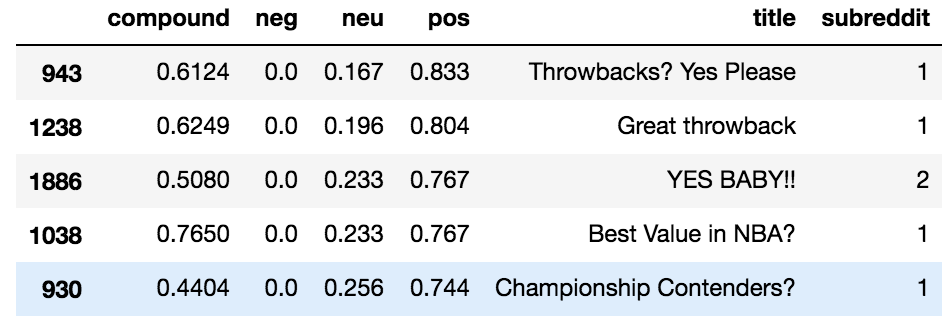 compound neg neu pos title subreddit
943 0.6124 0.0 0.167 0.833 Throwbacks? Yes Please 1
1238 0.6249 0.0 0.196 0.804 Great throwback 1
1886 0.5080 0.0 0.233 0.767 YES BABY!! 2
1038 0.7650 0.0 0.233 0.767 Best Value in NBA? 1
930 0.4404 0.0 0.256 0.744 Championship Contenders? 1